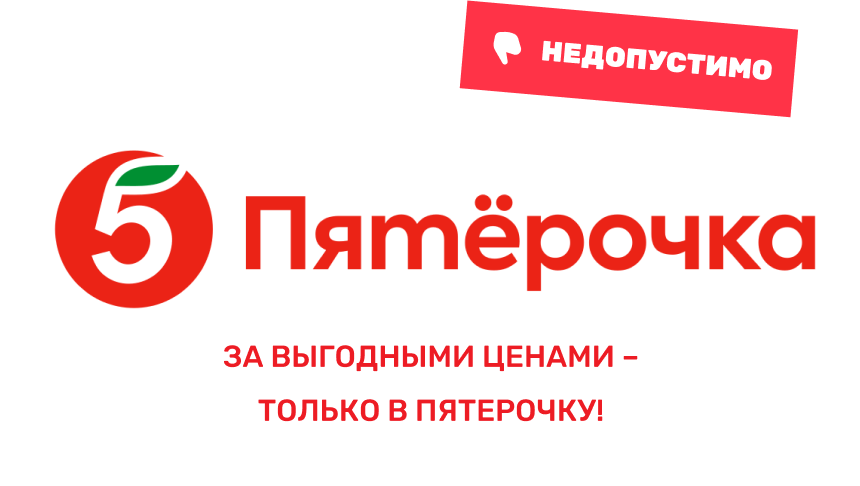 НЕДОПУСТИМО
5 Пятёрочка
ЗА ВЫГОДНЫМИ ЦЕНАМИ –
ТОЛЬКО В ПЯТЕРОЧКУ!